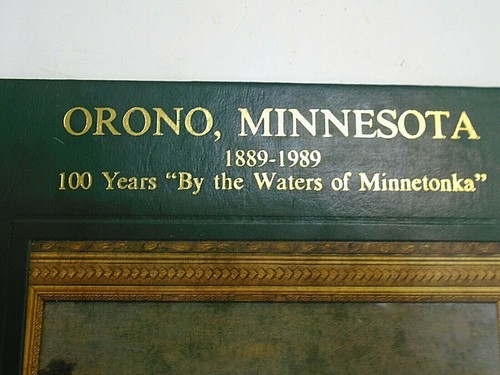 ORONO, MINNESOTA
1889-1989
100 Years “By the Waters of Minnetonka”